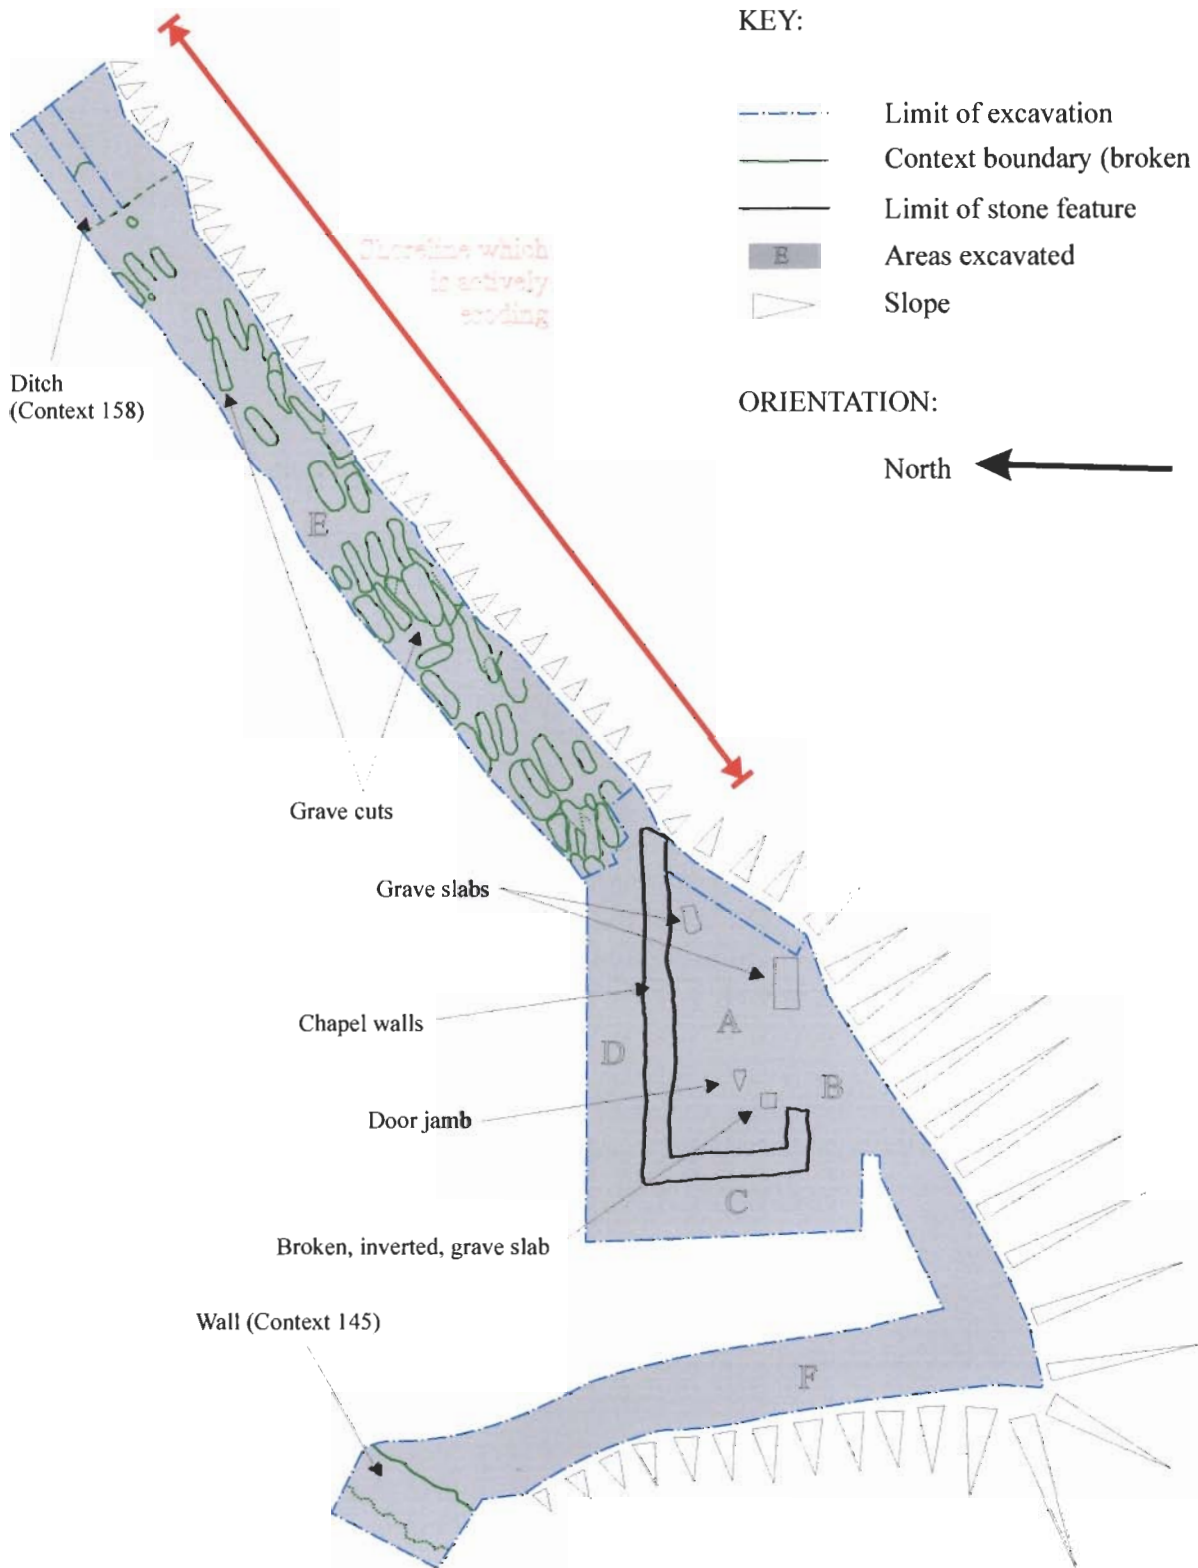 KEY:
Limit of excavation
Context boundary (broken
Limit of stone feature
E
Areas excavated
Slope
ORIENTATION:
North
Shoreline which
is actively
eroding
Ditch
(Context 158)
E
Grave cuts
Grave slabs
Chapel walls
A
D
B
Door jamb
C
Broken, inverted, grave slab
Wall (Context 145)
F